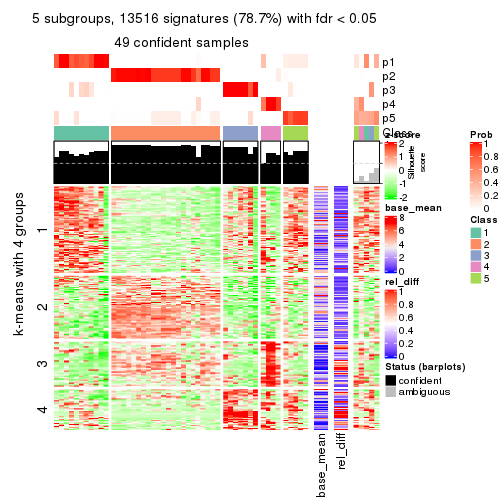 5 subgroups, 13516 signatures (78.7%) with fdr < 0.05
49 confident samples
p1
p2
p3
p4
p5
Class
z-score
2
1
0
-1
-2
Silhouette
score
Prob
1
0.8
0.6
0.4
0.2
0
base_mean
8
6
4
2
0
Class
1
2
3
4
5
rel_diff
1
0.8
0.6
0.4
0.2
0
Status (barplots)
confident
ambiguous
k-means with 4 groups
1
2
3
4
base_mean
rel_diff